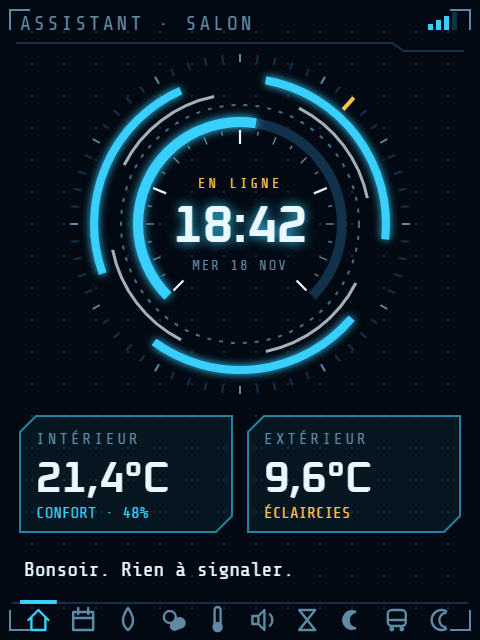 ASSISTANT · SALON
EN LIGNE
18:42
MER 18 NOV
INTÉRIEUR
21,4°C
CONFORT · 48%
EXTÉRIEUR
9,6°C
ÉCLAIRCIES
Bonsoir. Rien à signaler.